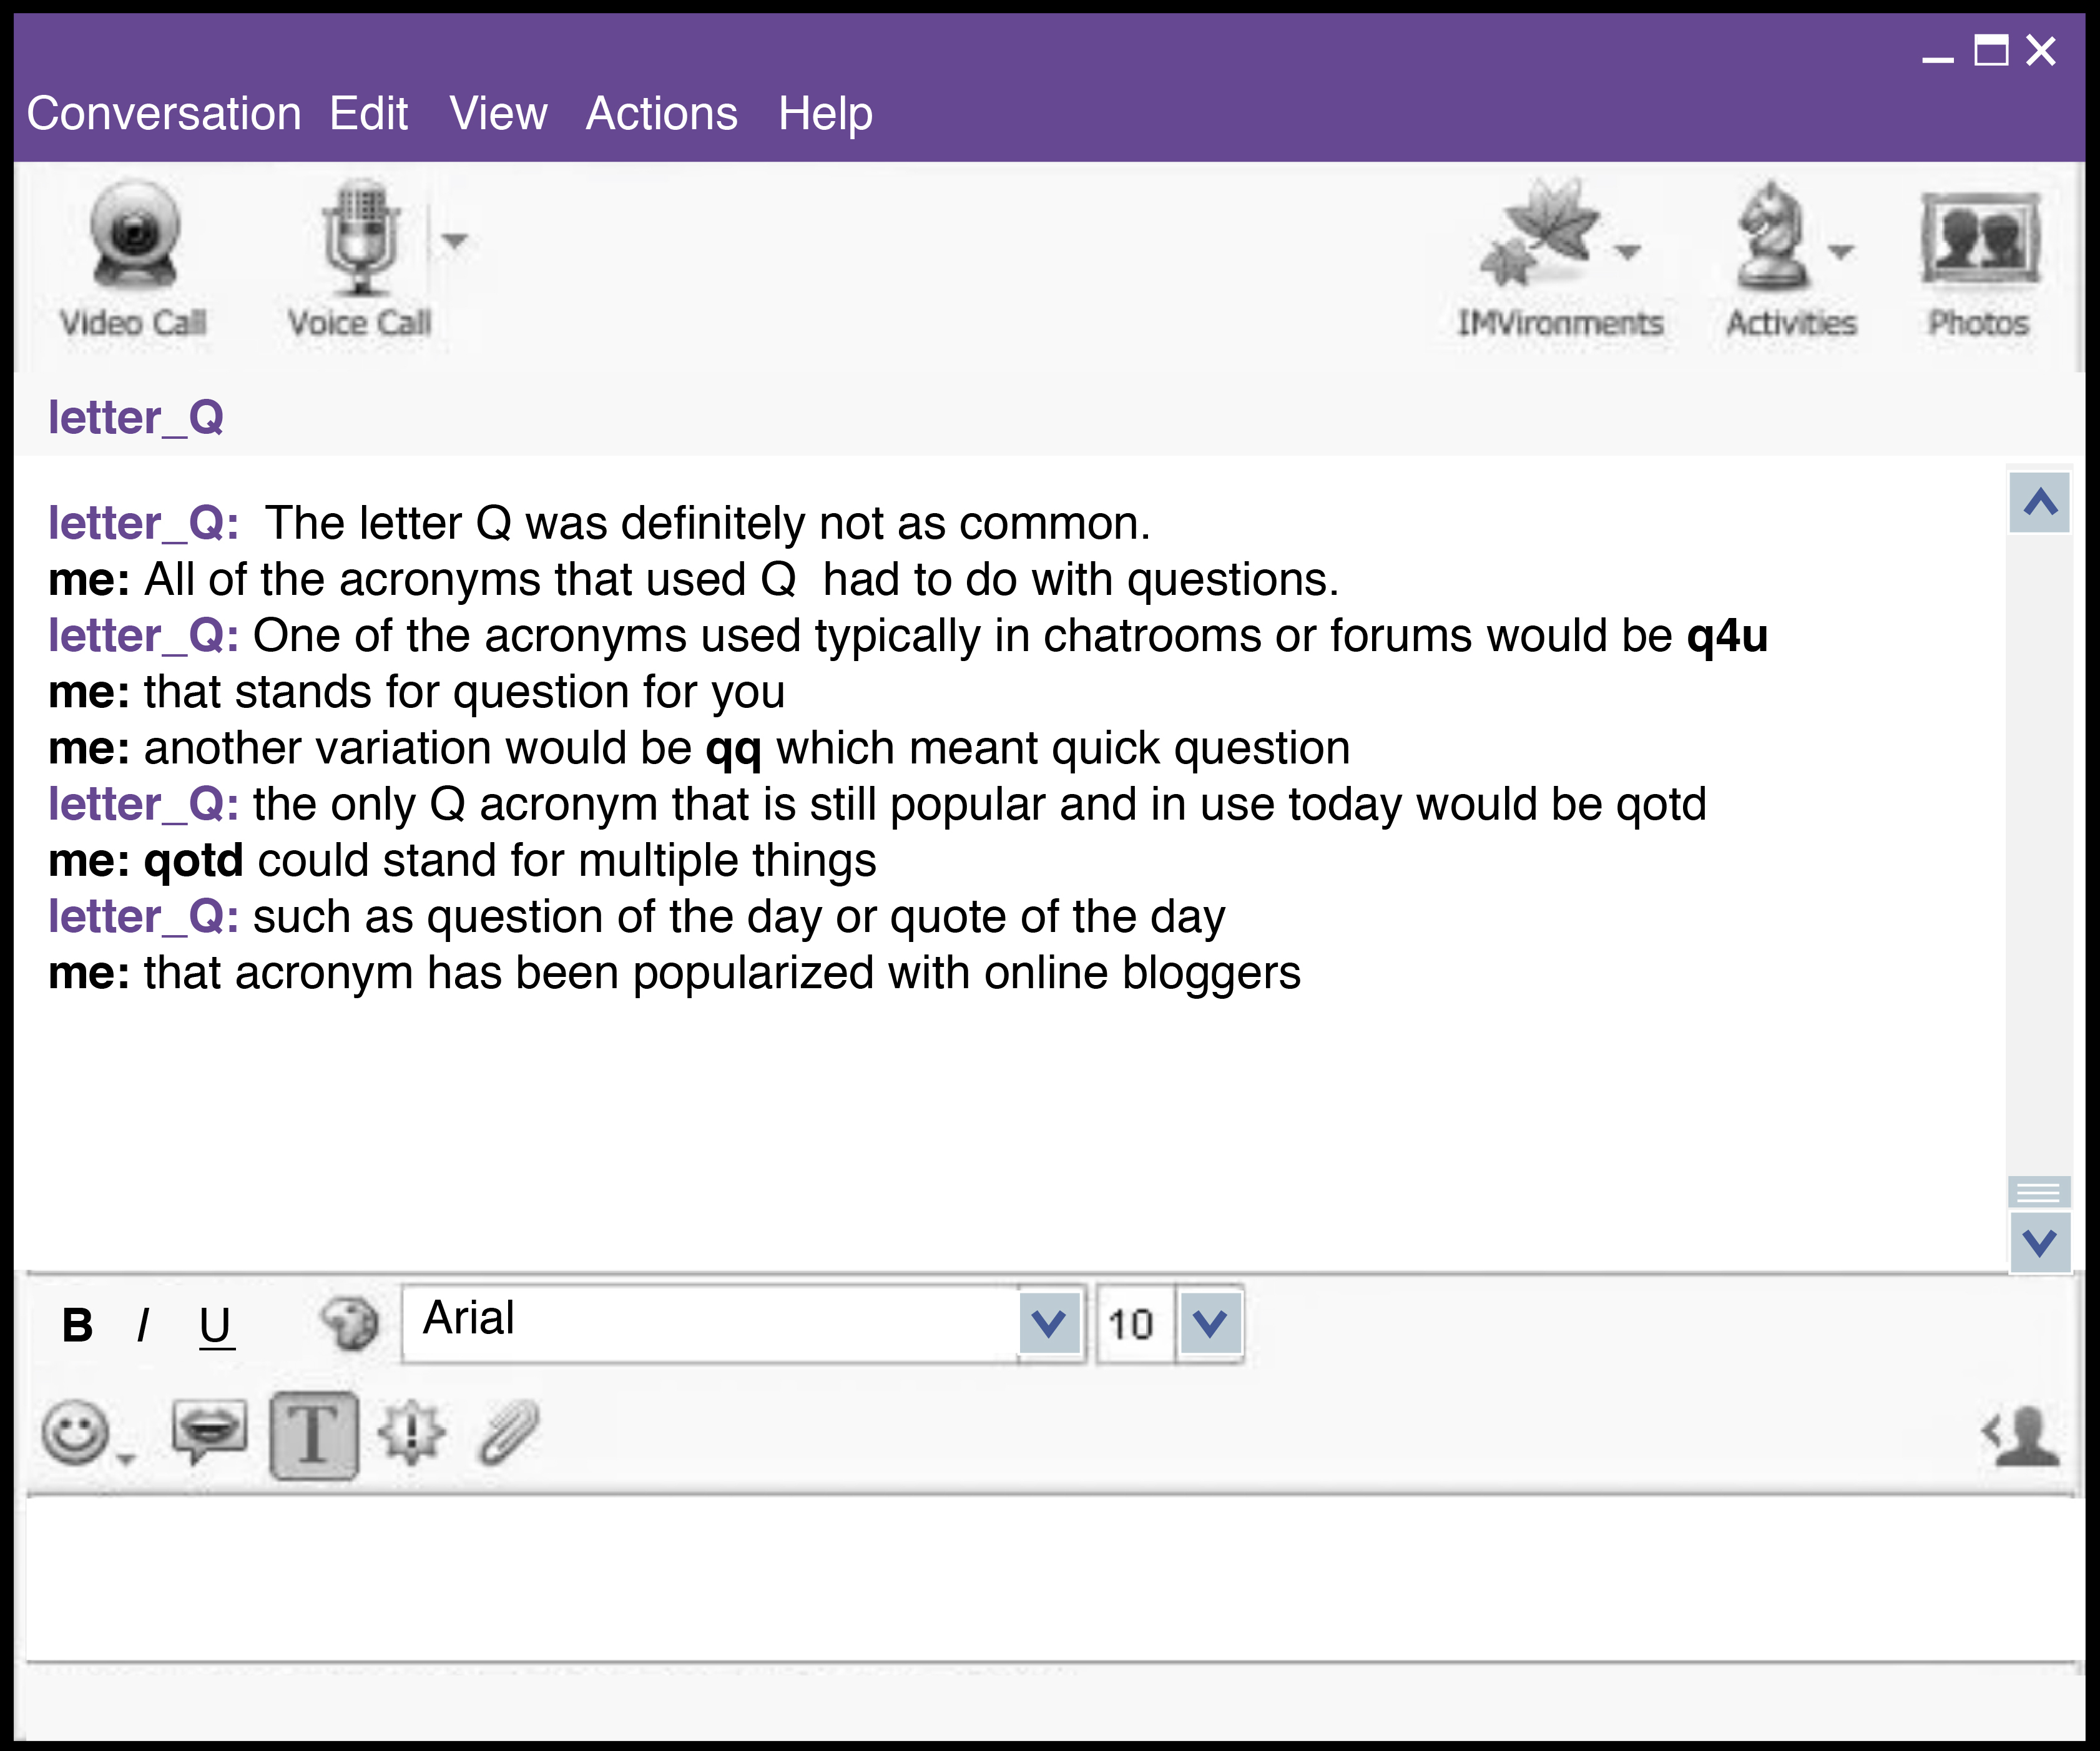 Conversation Edit View Actions Help
Video Call Voice Call IMVironments Activities Photos
letter_Q
letter_Q:  The letter Q was definitely not as common.
me: All of the acronyms that used Q  had to do with questions.
letter_Q: One of the acronyms used typically in chatrooms or forums would be q4u
me: that stands for question for you
me: another variation would be qq which meant quick question
letter_Q: the only Q acronym that is still popular and in use today would be qotd
me: qotd could stand for multiple things
letter_Q: such as question of the day or quote of the day
me: that acronym has been popularized with online bloggers
B I U Arial 10
T